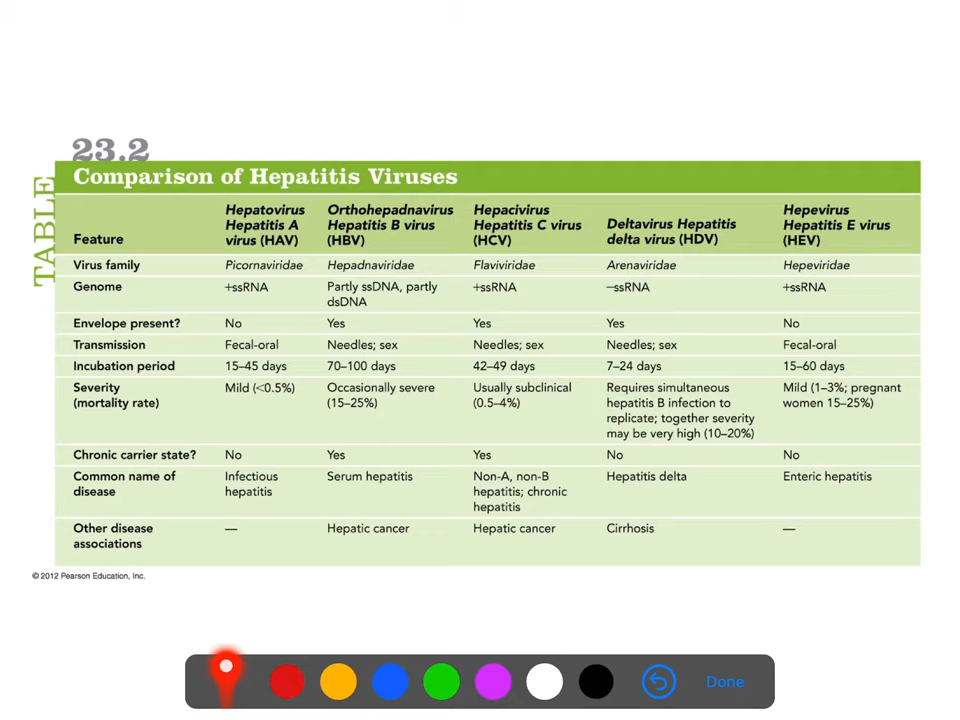 23.2
TABLE
Comparison of Hepatitis Viruses
Feature
Hepatovirus Hepatitis A virus (HAV)
Orthohepadnavirus Hepatitis B virus (HBV)
Hepacivirus Hepatitis C virus (HCV)
Deltavirus Hepatitis delta virus (HDV)
Hepevirus Hepatitis E virus (HEV)
Virus family Picornaviridae Hepadnaviridae Flaviviridae Arenaviridae Hepeviridae
Genome +ssRNA Partly ssDNA, partly dsDNA +ssRNA −ssRNA +ssRNA
Envelope present? No Yes Yes Yes No
Transmission Fecal-oral Needles; sex Needles; sex Needles; sex Fecal-oral
Incubation period 15–45 days 70–100 days 42–49 days 7–24 days 15–60 days
Severity (mortality rate) Mild (<0.5%) Occasionally severe (15–25%) Usually subclinical (0.5–4%) Requires simultaneous hepatitis B infection to replicate; together severity may be very high (10–20%) Mild (1–3%; pregnant women 15–25%)
Chronic carrier state? No Yes Yes No No
Common name of disease Infectious hepatitis Serum hepatitis Non-A, non-B hepatitis; chronic hepatitis Hepatitis delta Enteric hepatitis
Other disease associations — Hepatic cancer Hepatic cancer Cirrhosis —
© 2012 Pearson Education, Inc.
Done